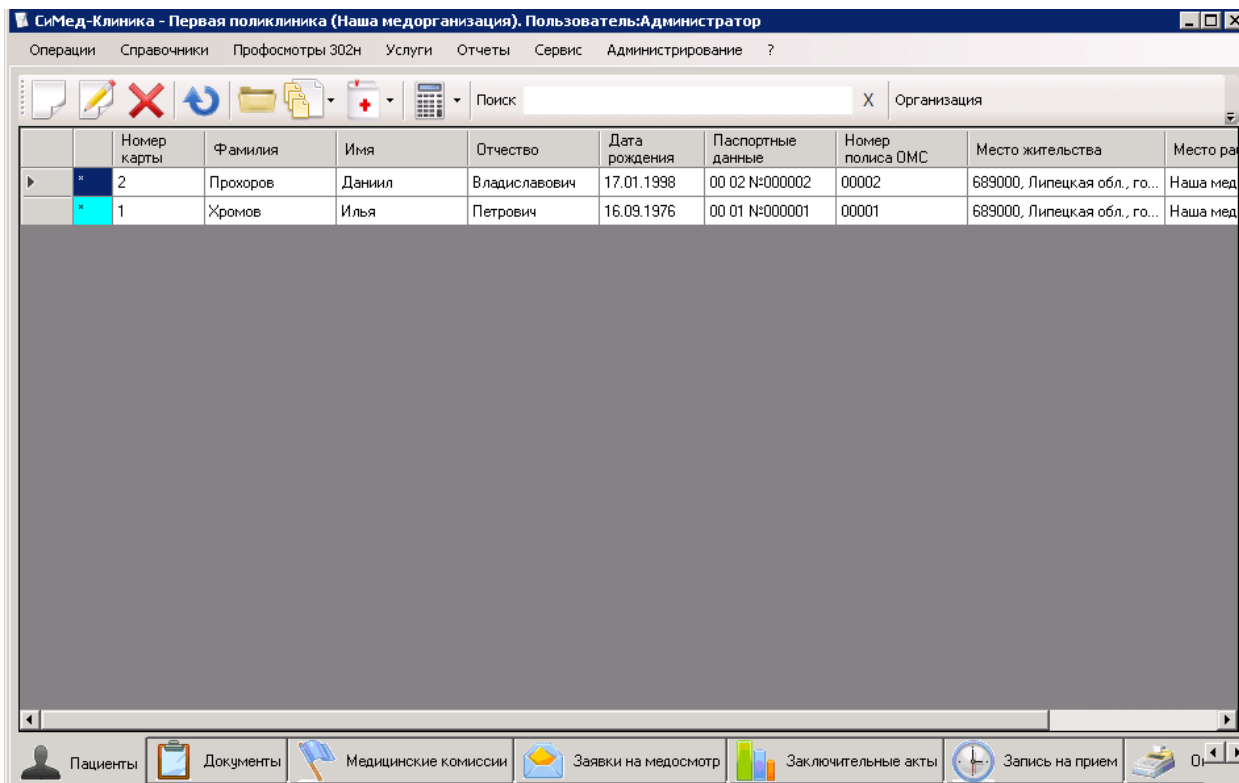 СиМед-Клиника - Первая поликлиника (Наша медорганизация). Пользователь:Администратор
Операции Справочники Профосмотры 302н Услуги Отчеты Сервис Администрирование ?
Поиск X Организация
Номер карты Фамилия Имя Отчество Дата рождения Паспортные данные Номер полиса ОМС Место жительства Место ра
* 2 Прохоров Даниил Владиславович 17.01.1998 00 02 №000002 00002 689000, Липецкая обл., го... Наша мед
* 1 Хромов Илья Петрович 16.09.1976 00 01 №000001 00001 689000, Липецкая обл., го... Наша мед
Пациенты Документы Медицинские комиссии Заявки на медосмотр Заключительные акты Запись на прием